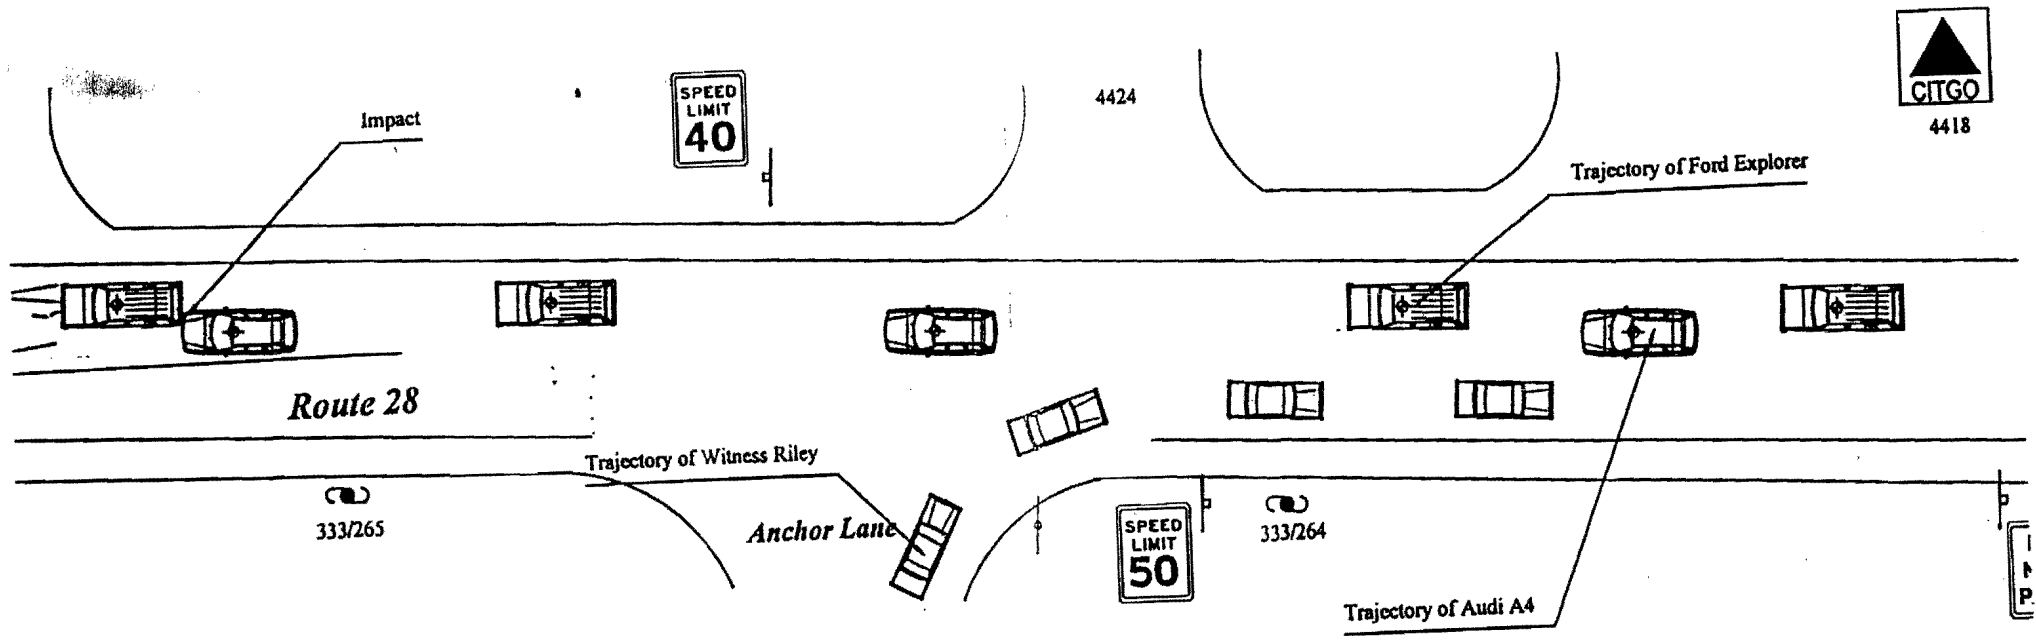 CITGO
4418
SPEED
LIMIT
40
4424
Impact
Trajectory of Ford Explorer
Route 28
Trajectory of Witness Riley
333/265
Anchor Lane
SPEED
LIMIT
50
333/264
Trajectory of Audi A4
P